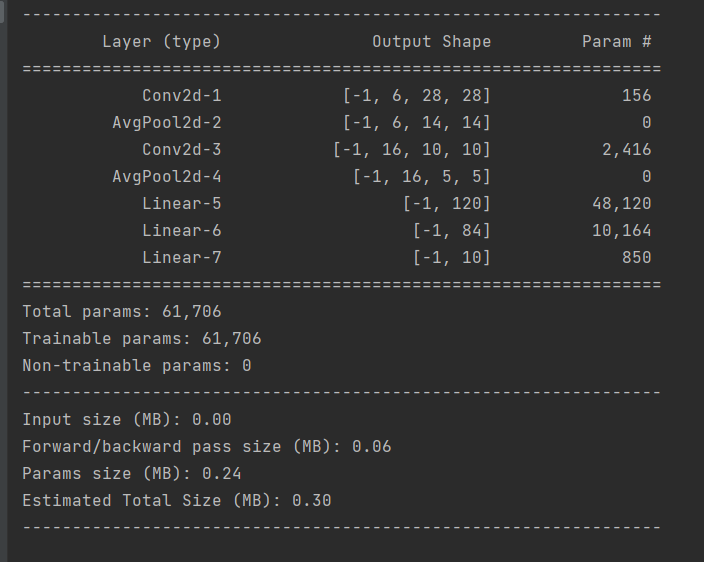 ----------------------------------------------------------------
        Layer (type)               Output Shape         Param #
================================================================
            Conv2d-1            [-1, 6, 28, 28]             156
         AvgPool2d-2            [-1, 6, 14, 14]               0
            Conv2d-3           [-1, 16, 10, 10]           2,416
         AvgPool2d-4             [-1, 16, 5, 5]               0
            Linear-5                  [-1, 120]          48,120
            Linear-6                   [-1, 84]          10,164
            Linear-7                   [-1, 10]             850
================================================================
Total params: 61,706
Trainable params: 61,706
Non-trainable params: 0
----------------------------------------------------------------
Input size (MB): 0.00
Forward/backward pass size (MB): 0.06
Params size (MB): 0.24
Estimated Total Size (MB): 0.30
----------------------------------------------------------------